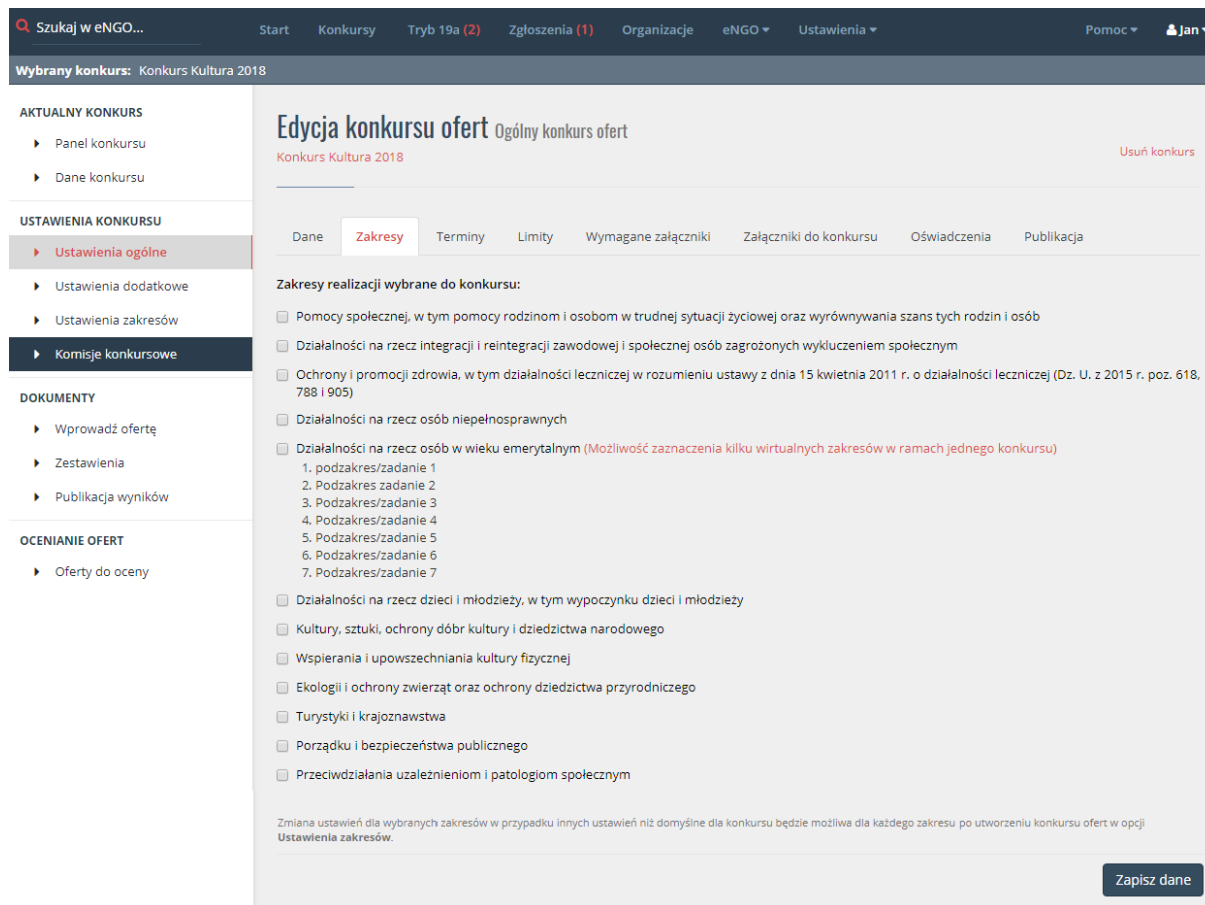 Szukaj w eNGO...
Start Konkursy Tryb 19a (2) Zgłoszenia (1) Organizacje eNGO Ustawienia Pomoc Jan
Wybrany konkurs: Konkurs Kultura 2018
AKTUALNY KONKURS
Panel konkursu
Dane konkursu
USTAWIENIA KONKURSU
Ustawienia ogólne
Ustawienia dodatkowe
Ustawienia zakresów
Komisje konkursowe
DOKUMENTY
Wprowadź ofertę
Zestawienia
Publikacja wyników
OCENIANIE OFERT
Oferty do oceny
Edycja konkursu ofert Ogólny konkurs ofert
Konkurs Kultura 2018
Usuń konkurs
Dane Zakresy Terminy Limity Wymagane załączniki Załączniki do konkursu Oświadczenia Publikacja
Zakresy realizacji wybrane do konkursu:
Pomocy społecznej, w tym pomocy rodzinom i osobom w trudnej sytuacji życiowej oraz wyrównywania szans tych rodzin i osób
Działalności na rzecz integracji i reintegracji zawodowej i społecznej osób zagrożonych wykluczeniem społecznym
Ochrony i promocji zdrowia, w tym działalności leczniczej w rozumieniu ustawy z dnia 15 kwietnia 2011 r. o działalności leczniczej (Dz. U. z 2015 r. poz. 618,
788 i 905)
Działalności na rzecz osób niepełnosprawnych
Działalności na rzecz osób w wieku emerytalnym (Możliwość zaznaczenia kilku wirtualnych zakresów w ramach jednego konkursu)
1. podzakres/zadanie 1
2. Podzakres zadanie 2
3. Podzakres/zadanie 3
4. Podzakres/zadanie 4
5. Podzakres/zadanie 5
6. Podzakres/zadanie 6
7. Podzakres/zadanie 7
Działalności na rzecz dzieci i młodzieży, w tym wypoczynku dzieci i młodzieży
Kultury, sztuki, ochrony dóbr kultury i dziedzictwa narodowego
Wspierania i upowszechniania kultury fizycznej
Ekologii i ochrony zwierząt oraz ochrony dziedzictwa przyrodniczego
Turystyki i krajoznawstwa
Porządku i bezpieczeństwa publicznego
Przeciwdziałania uzależnieniom i patologiom społecznym
Zmiana ustawień dla wybranych zakresów w przypadku innych ustawień niż domyślne dla konkursu będzie możliwa dla każdego zakresu po utworzeniu konkursu ofert w opcji
Ustawienia zakresów.
Zapisz dane